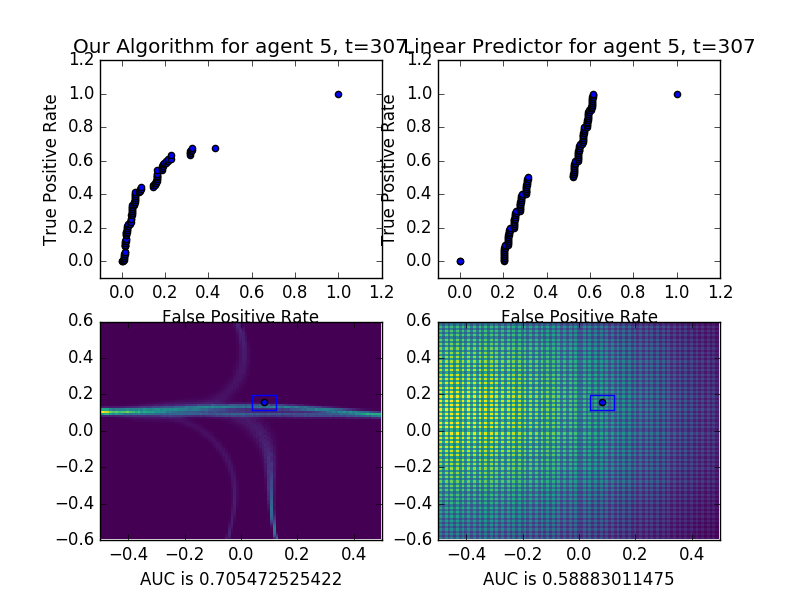 Our Algorithm for agent 5, t=307
Linear Predictor for agent 5, t=307
1.2
1.0
0.8
0.6
0.4
0.2
0.0
True Positive Rate
0.0 0.2 0.4 0.6 0.8 1.0 1.2
False Positive Rate
1.2
1.0
0.8
0.6
0.4
0.2
0.0
True Positive Rate
0.0 0.2 0.4 0.6 0.8 1.0 1.2
False Positive Rate
0.6
0.4
0.2
0.0
−0.2
−0.4
−0.6
−0.4 −0.2 0.0 0.2 0.4
AUC is 0.705472525422
0.6
0.4
0.2
0.0
−0.2
−0.4
−0.6
−0.4 −0.2 0.0 0.2 0.4
AUC is 0.58883011475